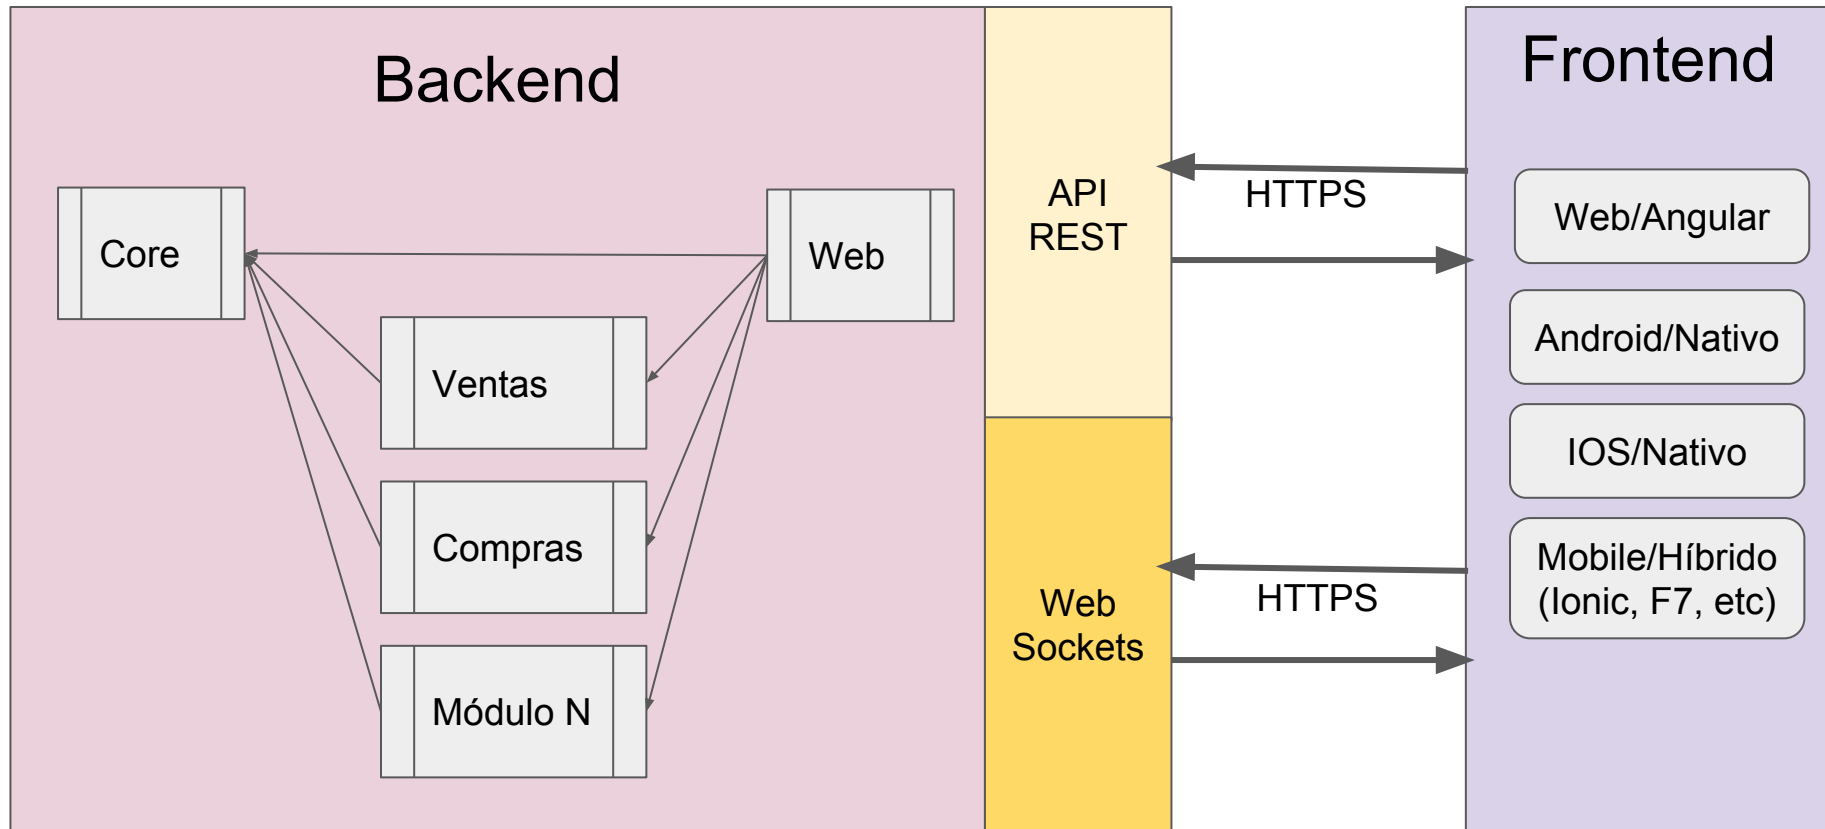 Backend
Core
Web
Ventas
Compras
Módulo N
API
REST
Web
Sockets
HTTPS
HTTPS
Frontend
Web/Angular
Android/Nativo
IOS/Nativo
Mobile/Híbrido
(Ionic, F7, etc)